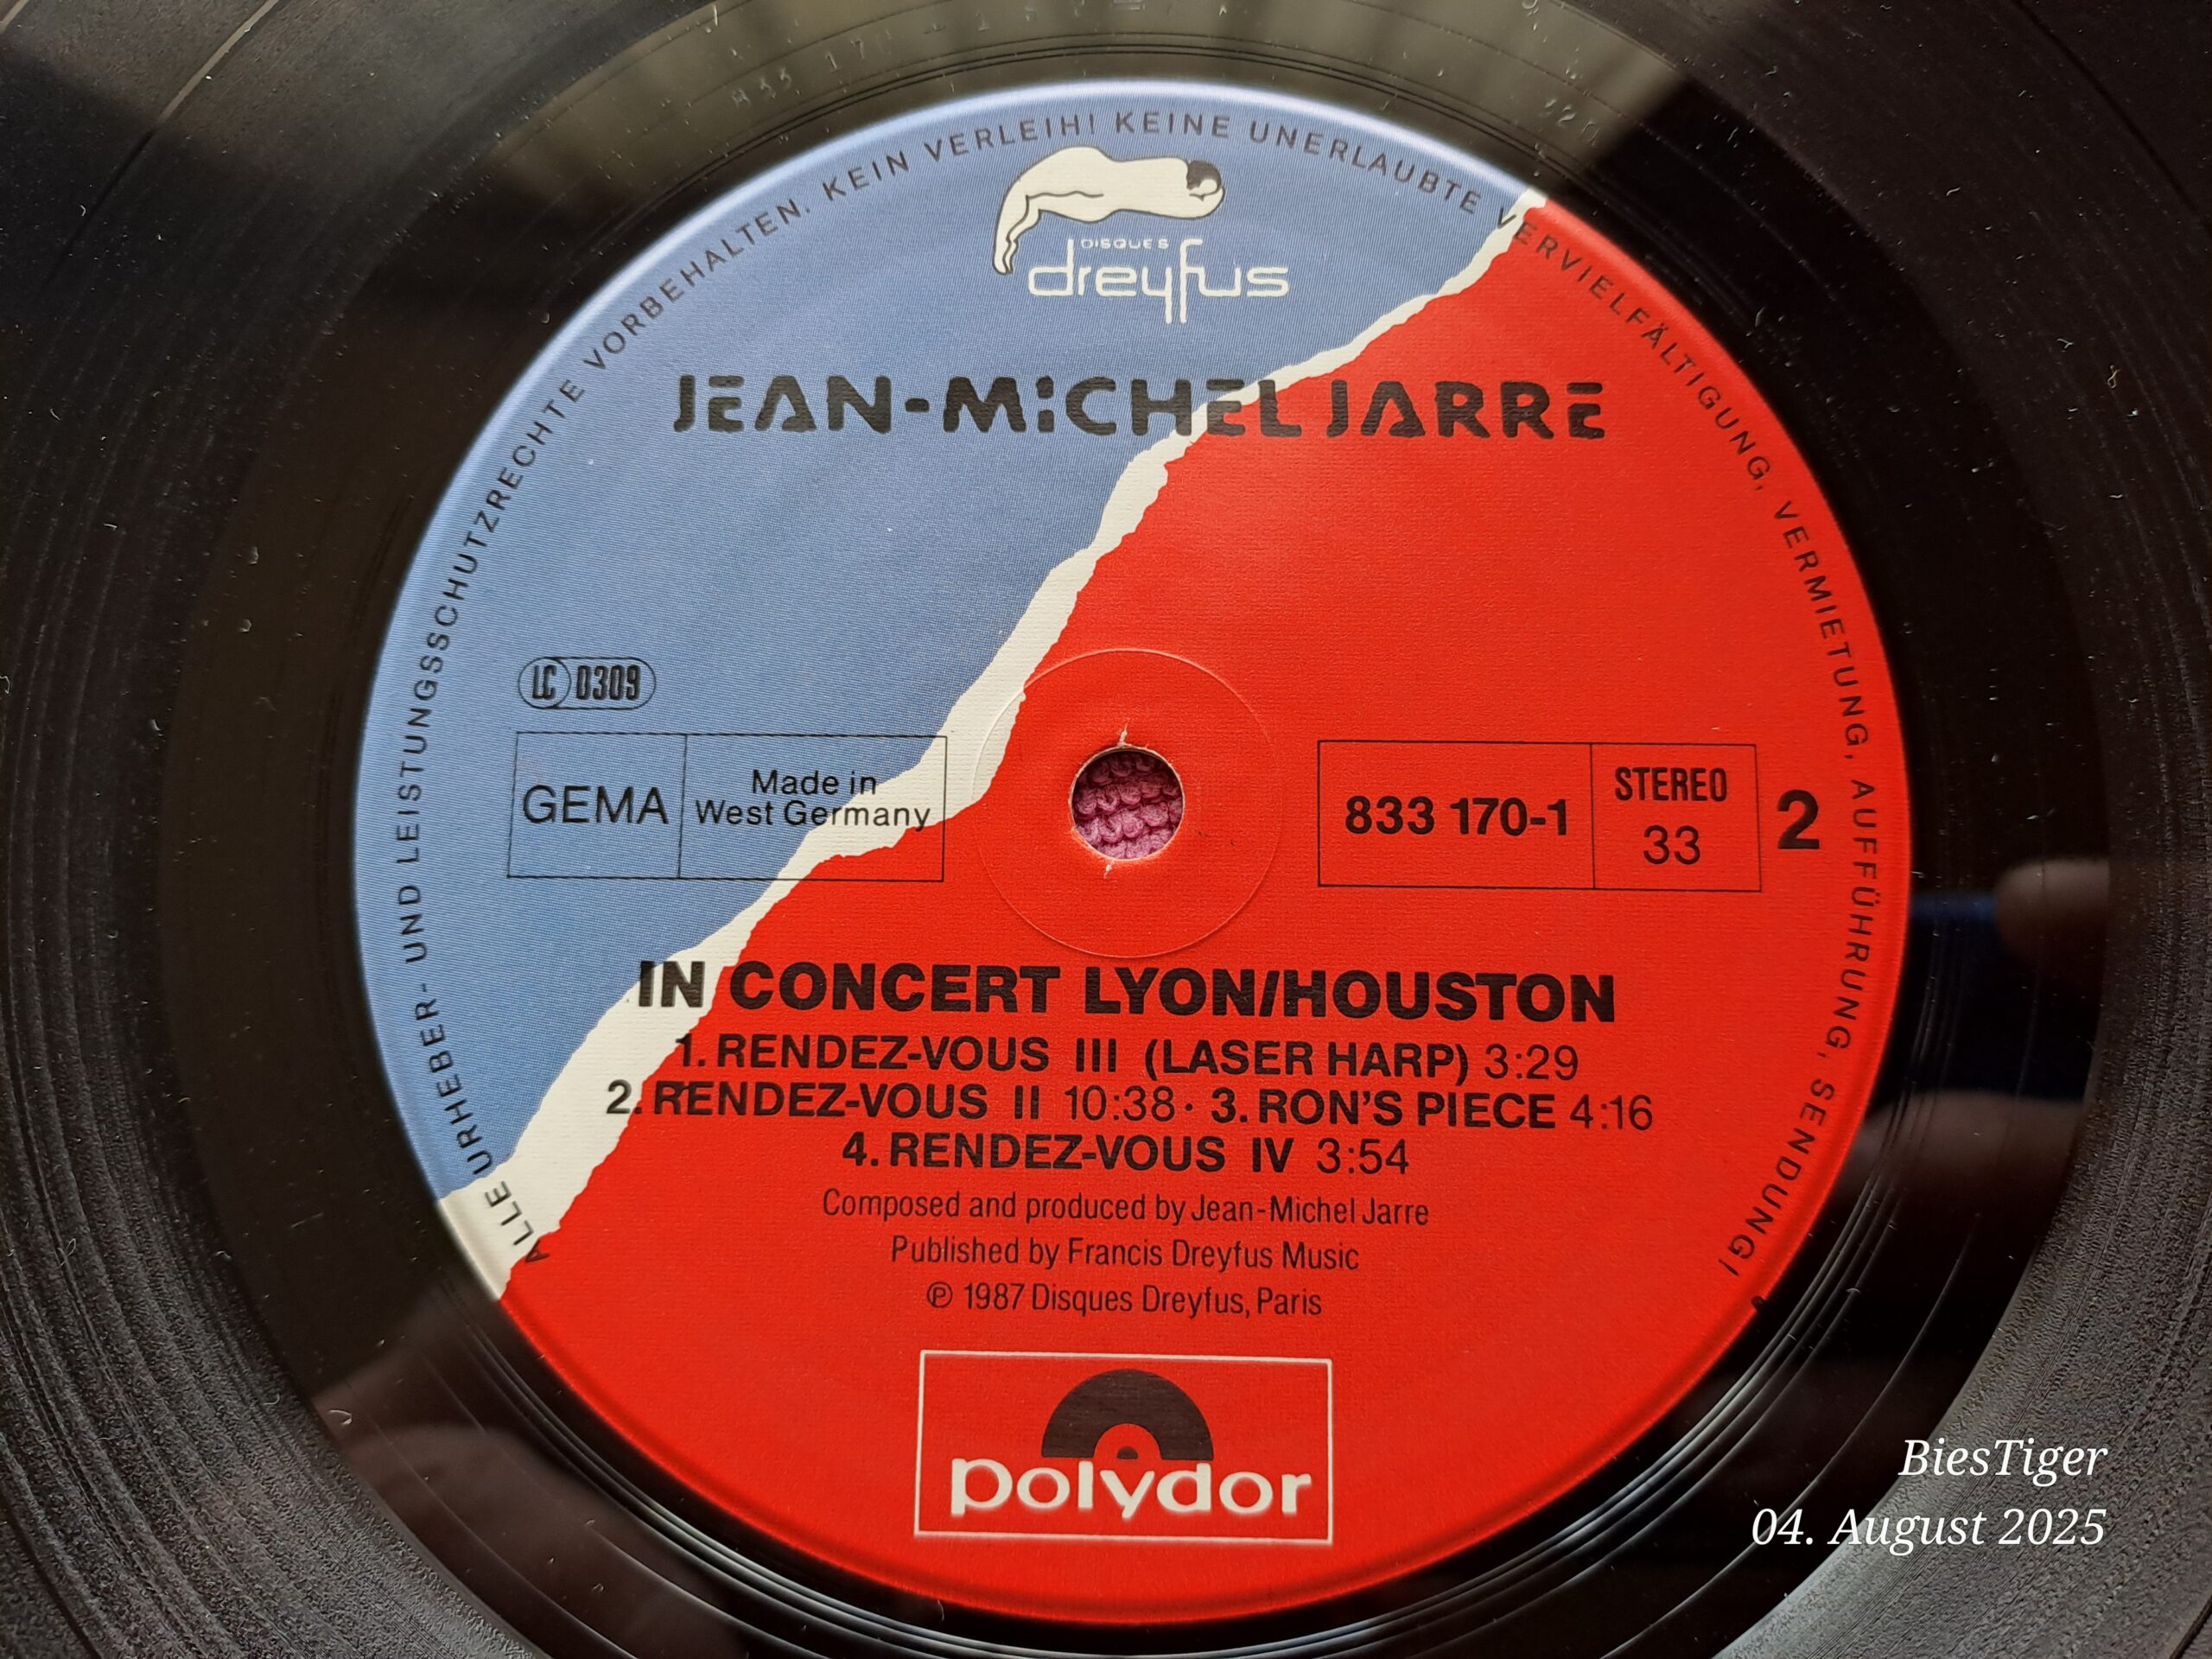 ALLE URHEBER- UND LEISTUNGSSCHUTZRECHTE VORBEHALTEN. KEIN VERLEIH! KEINE UNERLAUBTE VERVIELFÄLTIGUNG, VERMIETUNG, AUFFÜHRUNG, SENDUNG!
DISQUES
dreyfus
JEAN-MICHEL JARRE
LC 0309
GEMA
Made in
West Germany
833 170-1
STEREO
33
2
IN CONCERT LYON/HOUSTON
1. RENDEZ-VOUS III (LASER HARP) 3:29
2. RENDEZ-VOUS II 10:38 · 3. RON'S PIECE 4:16
4. RENDEZ-VOUS IV 3:54
Composed and produced by Jean-Michel Jarre
Published by Francis Dreyfus Music
℗ 1987 Disques Dreyfus, Paris
polydor
BiesTiger
04. August 2025